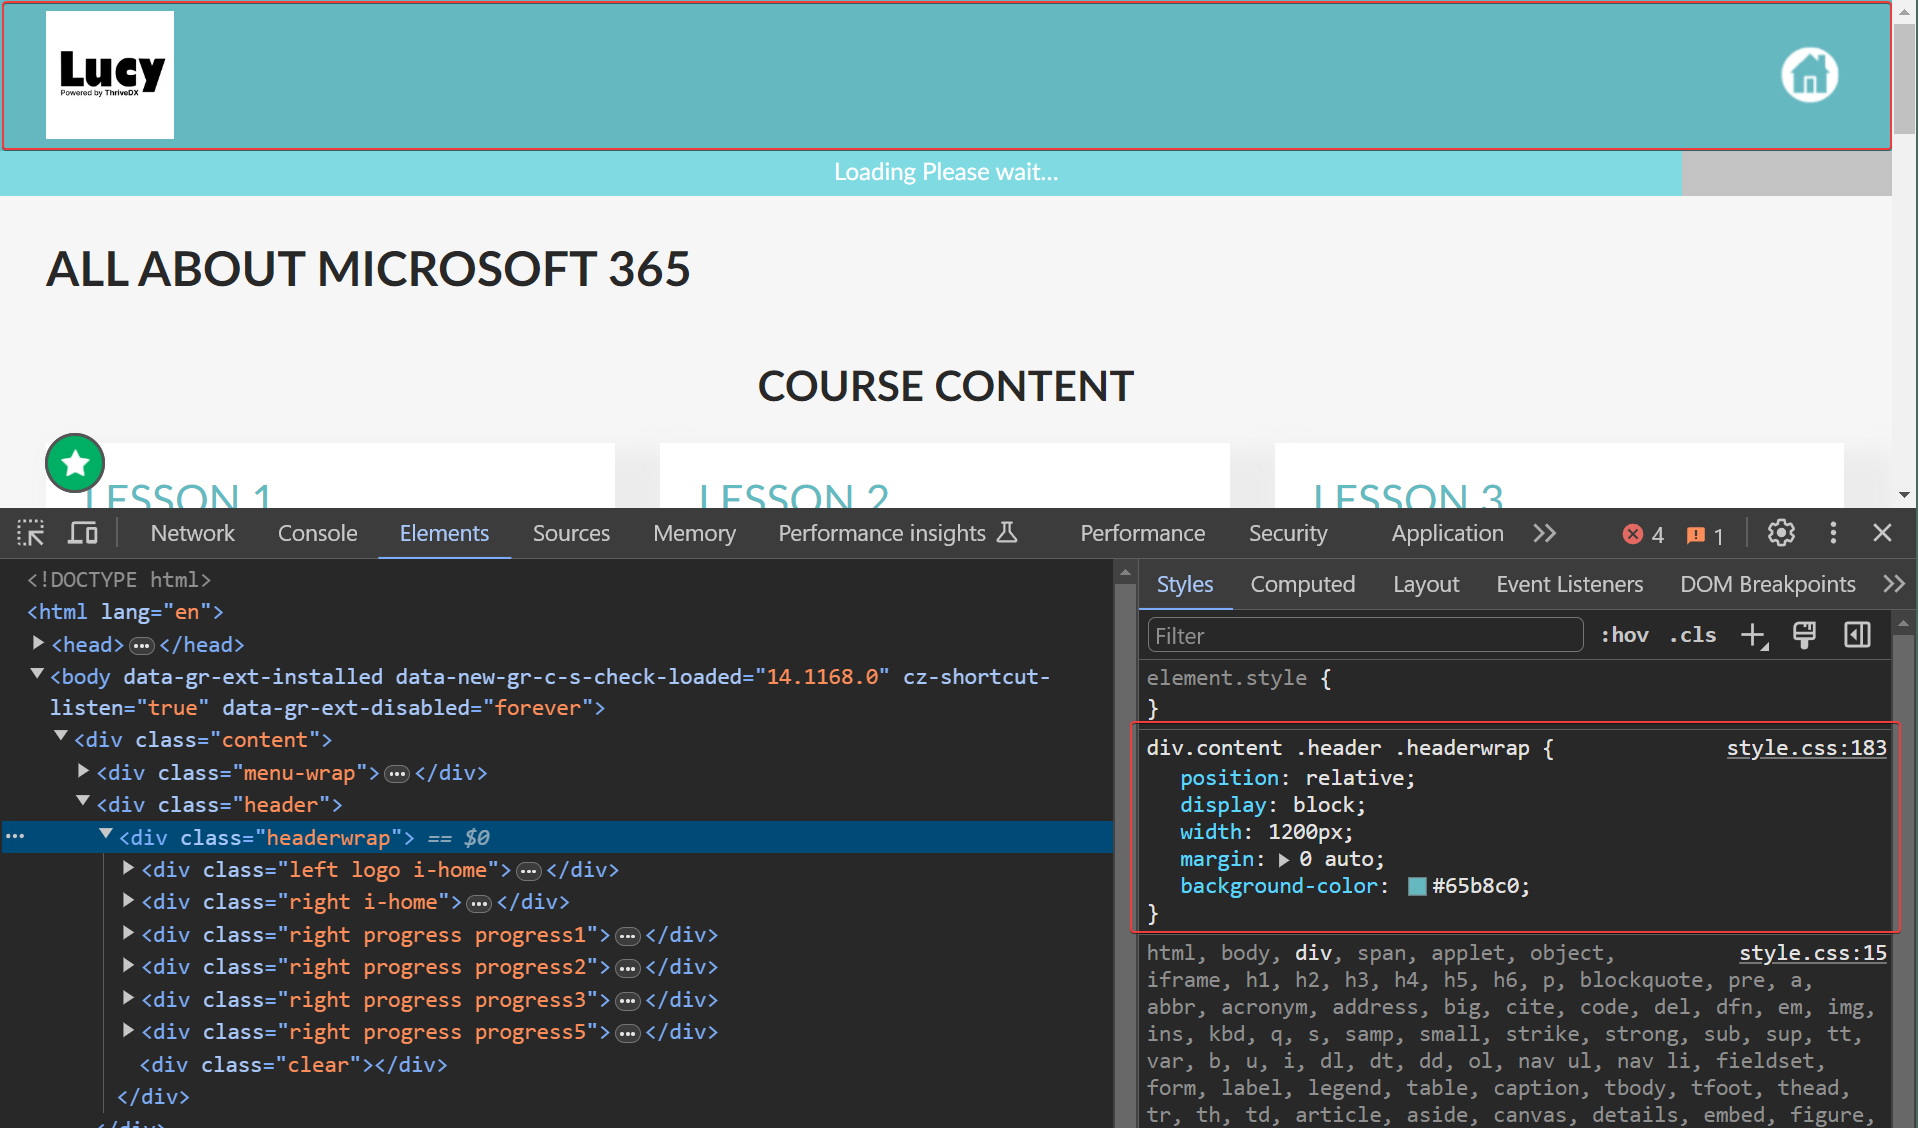 Lucy
Powered by ThriveDX
Loading Please wait...
ALL ABOUT MICROSOFT 365
COURSE CONTENT
LESSON 1
LESSON 2
LESSON 3
Network Console Elements Sources Memory Performance insights Performance Security Application 4 1
<!DOCTYPE html>
<html lang="en">
<head>…</head>
<body data-gr-ext-installed data-new-gr-c-s-check-loaded="14.1168.0" cz-shortcut-
listen="true" data-gr-ext-disabled="forever">
<div class="content">
<div class="menu-wrap">…</div>
<div class="header">
… <div class="headerwrap"> == $0
<div class="left logo i-home">…</div>
<div class="right i-home">…</div>
<div class="right progress progress1">…</div>
<div class="right progress progress2">…</div>
<div class="right progress progress3">…</div>
<div class="right progress progress5">…</div>
<div class="clear"></div>
</div>
</div>
Styles Computed Layout Event Listeners DOM Breakpoints
Filter :hov .cls
element.style {
}
div.content .header .headerwrap { style.css:183
position: relative;
display: block;
width: 1200px;
margin: 0 auto;
background-color: #65b8c0;
}
html, body, div, span, applet, object, style.css:15
iframe, h1, h2, h3, h4, h5, h6, p, blockquote, pre, a,
abbr, acronym, address, big, cite, code, del, dfn, em, img,
ins, kbd, q, s, samp, small, strike, strong, sub, sup, tt,
var, b, u, i, dl, dt, dd, ol, nav ul, nav li, fieldset,
form, label, legend, table, caption, tbody, tfoot, thead,
tr, th, td, article, aside, canvas, details, embed, figure,